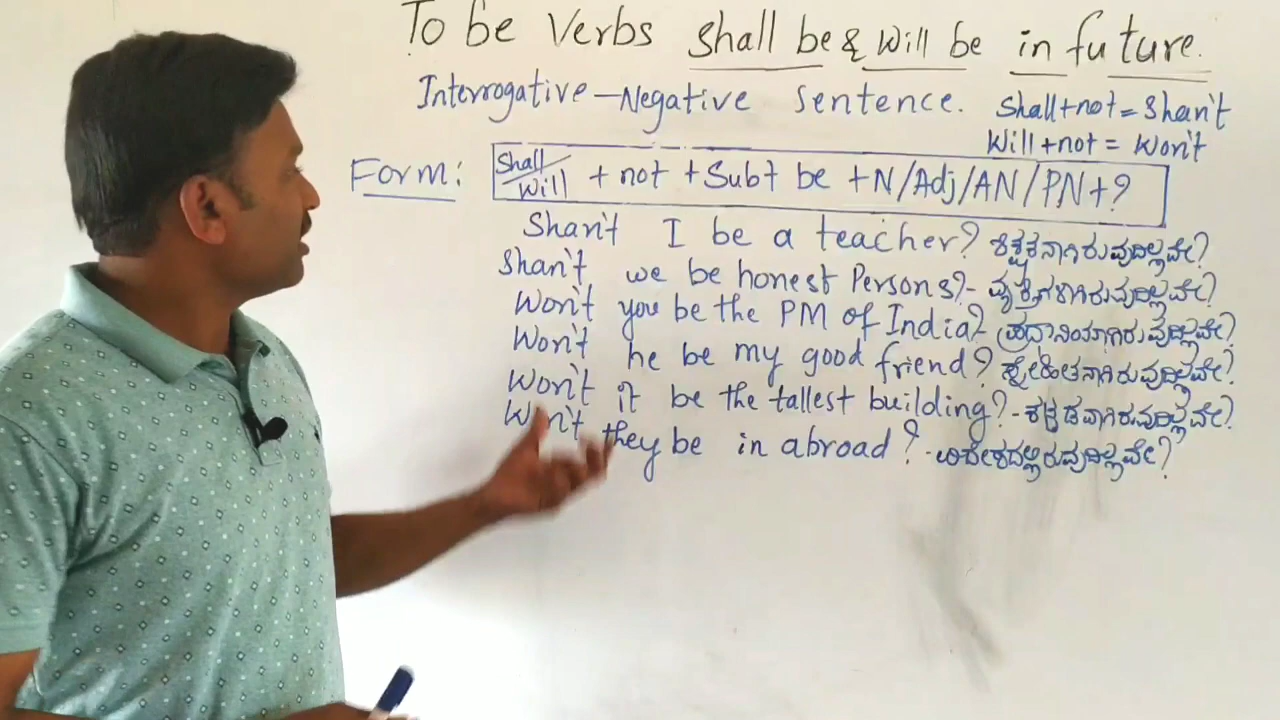 To be Verbs Shall be & Will be in future.
Interrogative – Negative Sentence.
Shall+not = Shan't
Will+not = Won't
Form: Shall/Will + not + Subt be + N/Adj/AN/PN+?
Shan't I be a teacher? ಶಿಕ್ಷಕನಾಗಿರುವುದಿಲ್ಲವೇ?
Shan't we be honest Persons?- ವ್ಯಕ್ತಿಗಳಾಗಿರುವುದಿಲ್ಲವೇ?
Won't you be the PM of India? ಪ್ರದಾನಿಯಾಗಿರುವುದಿಲ್ಲವೇ?
Won't he be my good friend? ಸ್ನೇಹಿತನಾಗಿರುವುದಿಲ್ಲವೇ?
Won't it be the tallest building?- ಕಟ್ಟಡವಾಗಿರುವುದಿಲ್ಲವೇ?
Won't they be in abroad? - ವಿದೇಶದಲ್ಲಿರುವುದಿಲ್ಲವೇ?